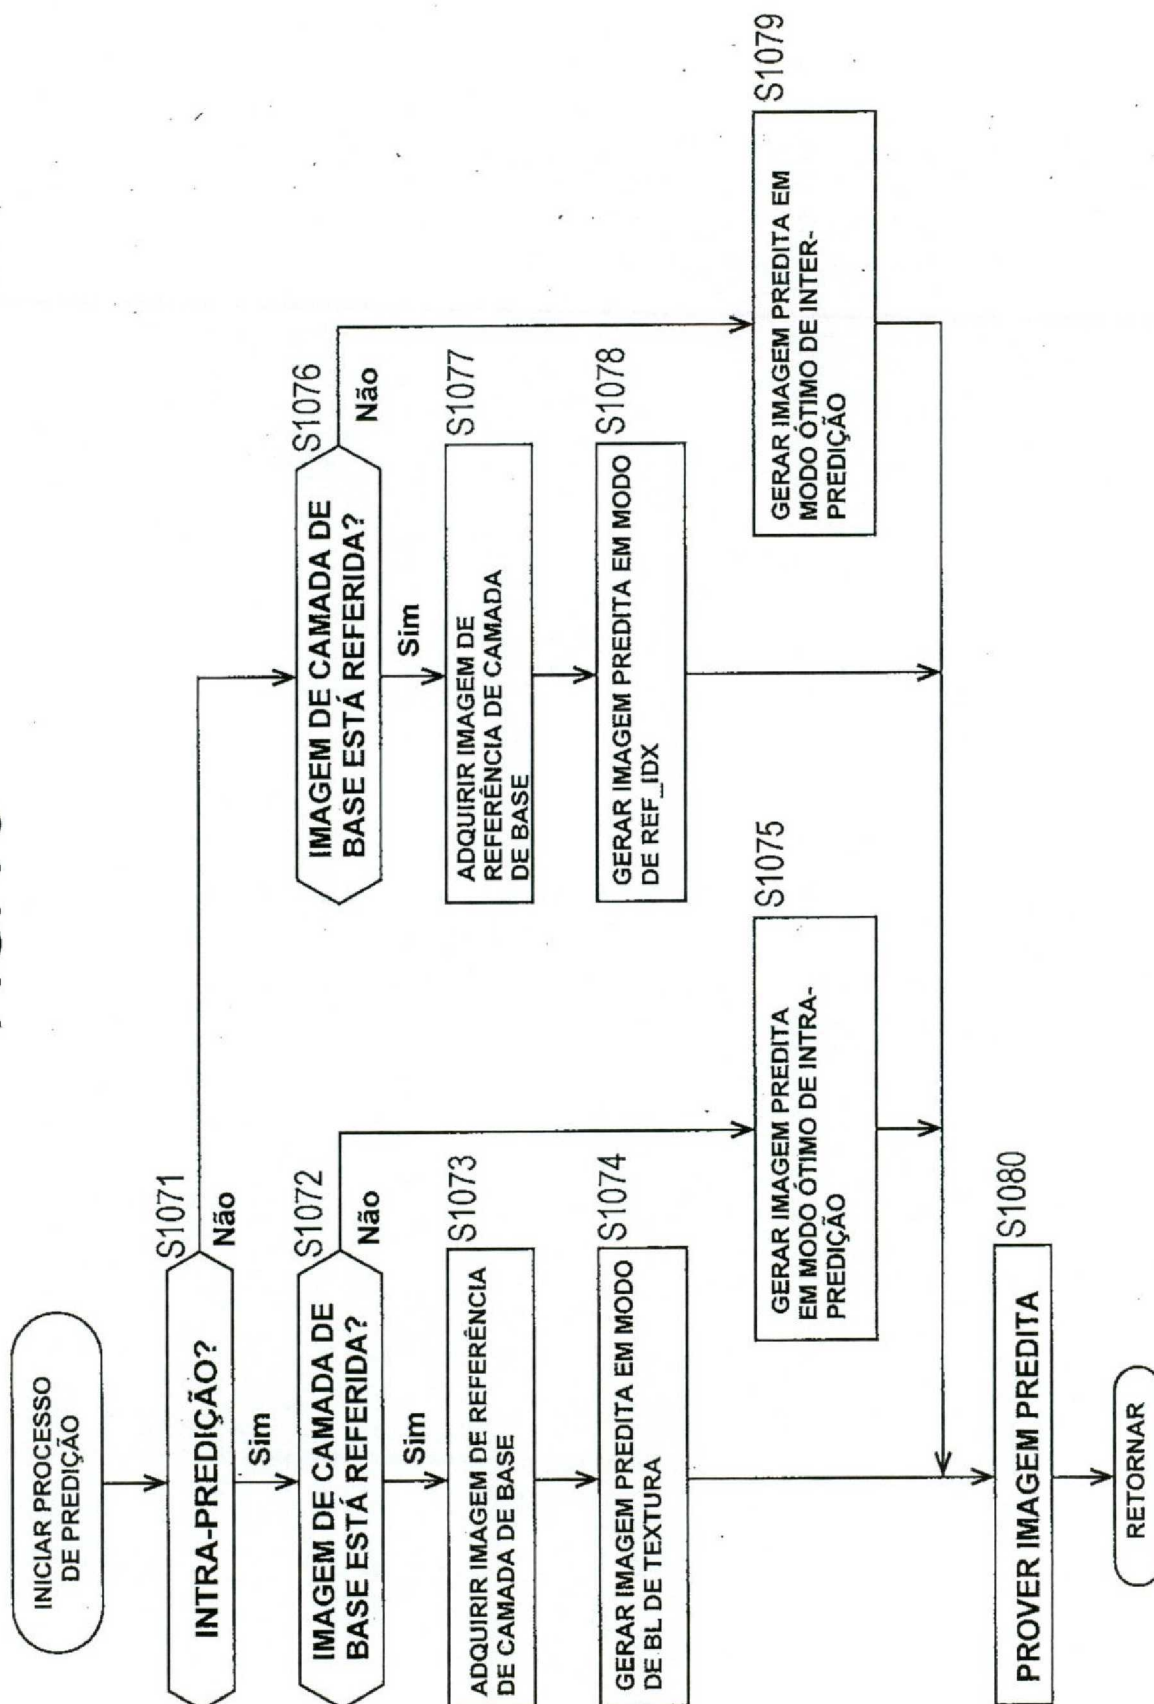 INICIAR PROCESSO
DE PREDIÇÃO
S1071
INTRA-PREDIÇÃO?
Não
Sim
S1072
IMAGEM DE CAMADA DE
BASE ESTÁ REFERIDA?
Não
Sim
S1073
ADQUIRIR IMAGEM DE REFERÊNCIA
DE CAMADA DE BASE
S1074
GERAR IMAGEM PREDITA EM MODO
DE BL DE TEXTURA
S1075
GERAR IMAGEM PREDITA
EM MODO ÓTIMO DE INTRA-
PREDIÇÃO
S1076
IMAGEM DE CAMADA DE
BASE ESTÁ REFERIDA?
Não
Sim
S1077
ADQUIRIR IMAGEM DE
REFERÊNCIA DE CAMADA
DE BASE
S1078
GERAR IMAGEM PREDITA EM MODO
DE REF_IDX
S1079
GERAR IMAGEM PREDITA EM
MODO ÓTIMO DE INTER-
PREDIÇÃO
S1080
PROVER IMAGEM PREDITA
RETORNAR